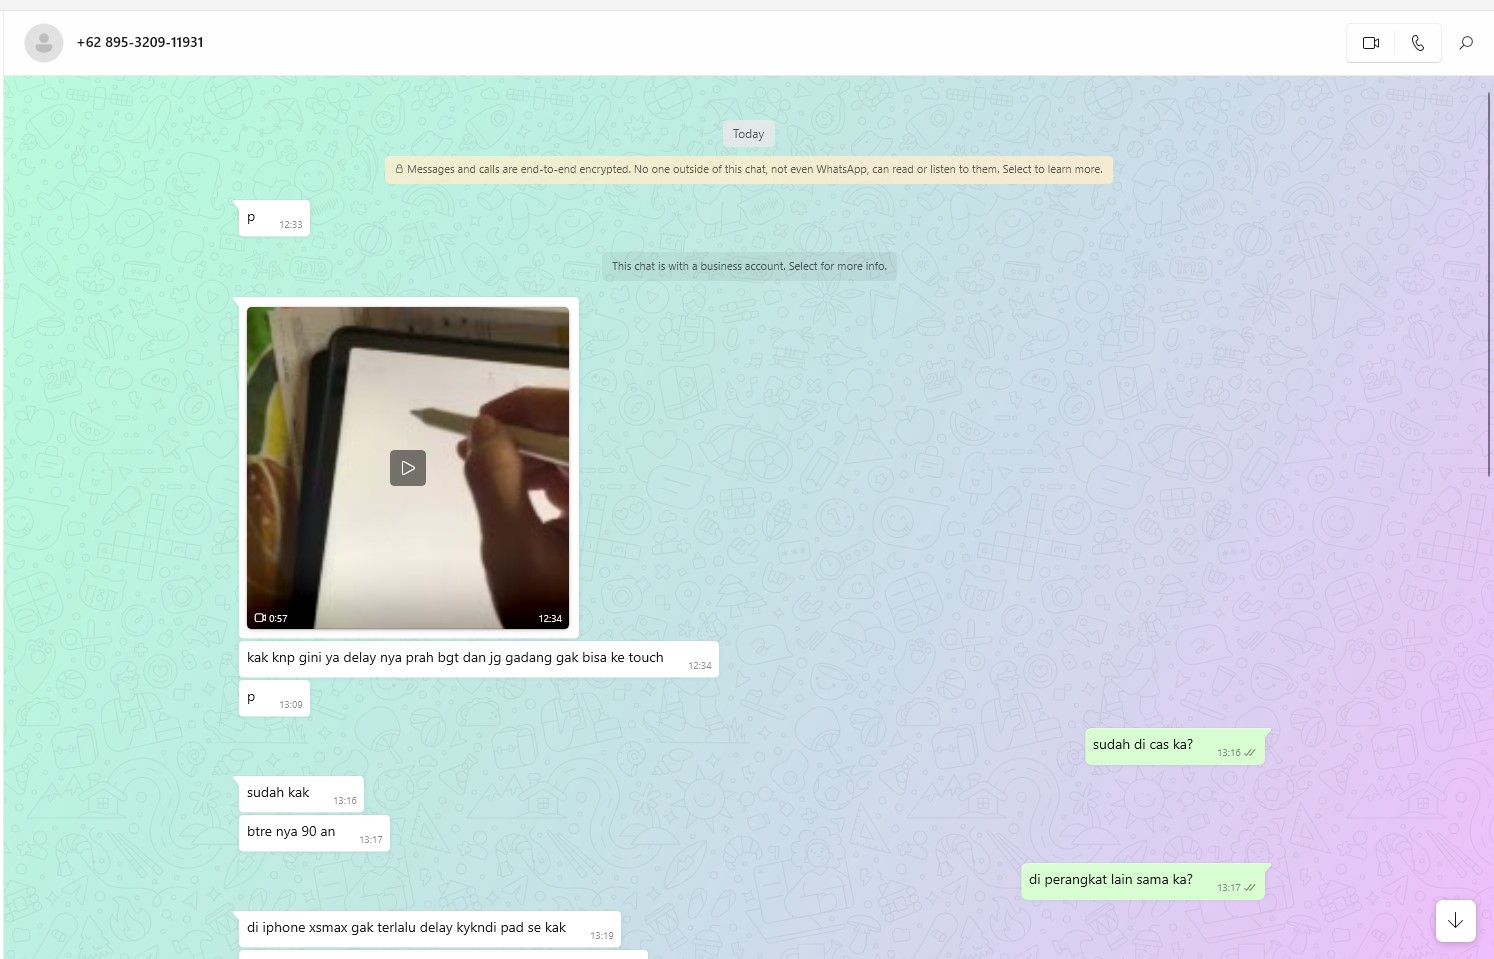 +62 895-3209-11931
Today
Messages and calls are end-to-end encrypted. No one outside of this chat, not even WhatsApp, can read or listen to them. Select to learn more.
p
12:33
This chat is with a business account. Select for more info.
0:57
12:34
kak knp gini ya delay nya prah bgt dan jg gadang gak bisa ke touch
12:34
p
13:09
sudah di cas ka?
13:16
sudah kak
13:16
btre nya 90 an
13:17
di perangkat lain sama ka?
13:17
di iphone xsmax gak terlalu delay kykndi pad se kak
13:19